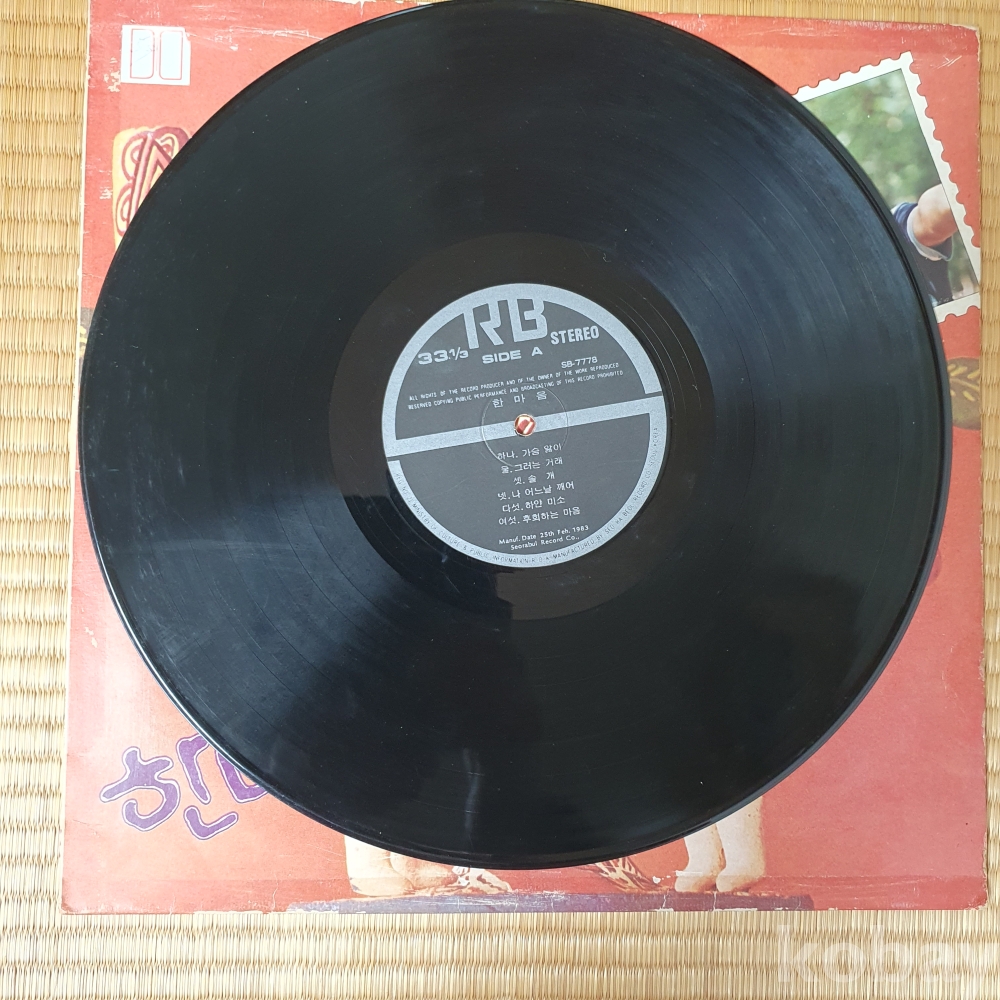 RB
33⅓ SIDE A STEREO
SB-7778
ALL RIGHTS OF THE RECORD PRODUCER AND OF THE OWNER OF THE WORK REPRODUCED
RESERVED COPYING PUBLIC PERFORMANCE AND BROADCASTING OF THIS RECORD PROHIBITED
한마음
하나. 가슴 앓이
둘. 그러는 거래
셋. 솔 개
넷. 나 어느날 깨어
다섯. 하얀 미소
여섯. 후회하는 마음
Manuf. Date 25th Feh. 1983
Seorabul Record Co.,
한
kobay